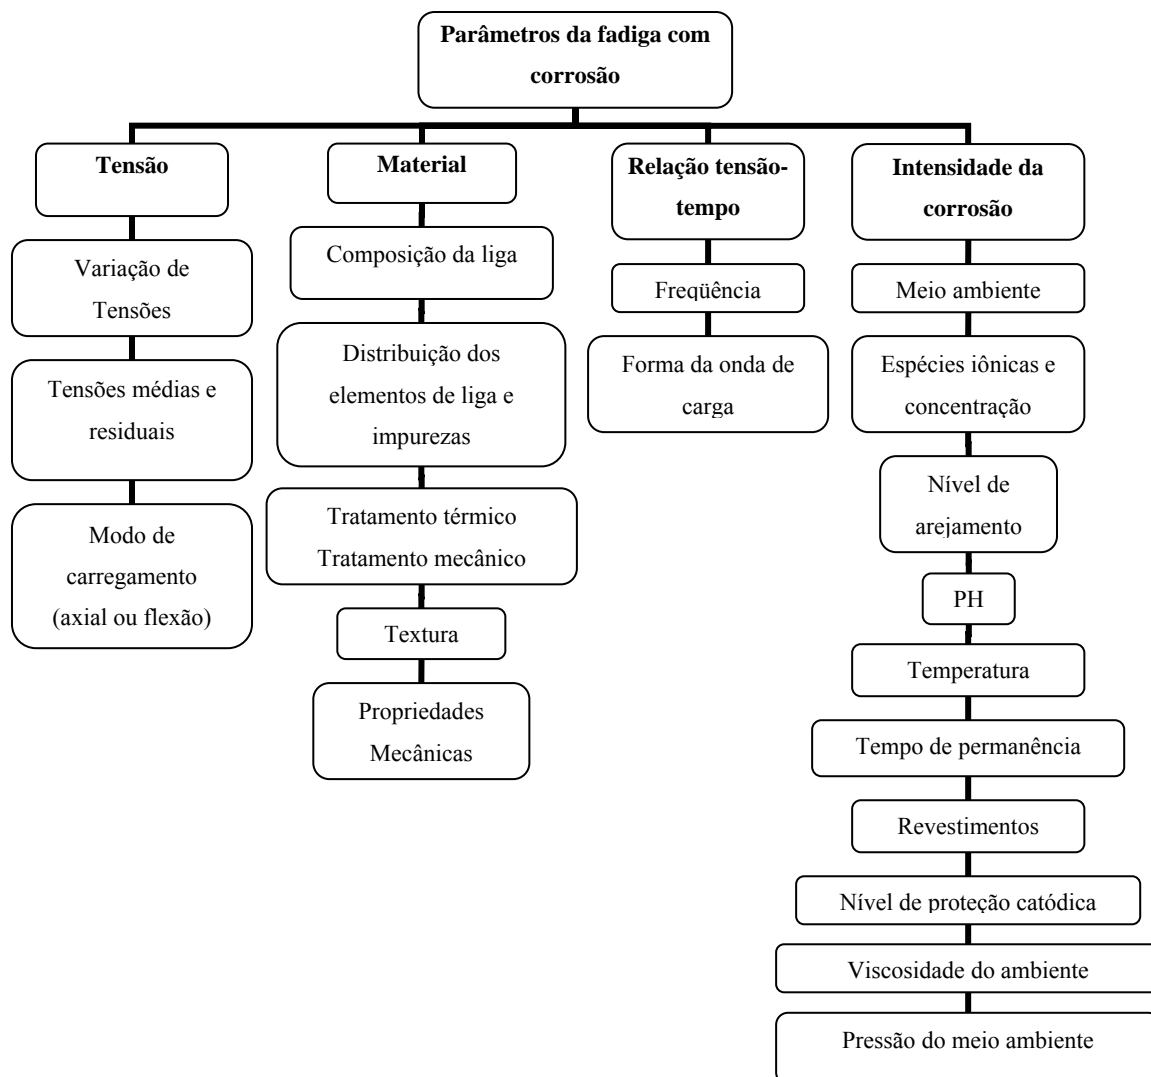 Parâmetros da fadiga com
corrosão
Tensão
Variação de
Tensões
Tensões médias e
residuais
Modo de
carregamento
(axial ou flexão)
Material
Composição da liga
Distribuição dos
elementos de liga e
impurezas
Tratamento térmico
Tratamento mecânico
Textura
Propriedades
Mecânicas
Relação tensão-
tempo
Freqüência
Forma da onda de
carga
Intensidade da
corrosão
Meio ambiente
Espécies iônicas e
concentração
Nível de
arejamento
PH
Temperatura
Tempo de permanência
Revestimentos
Nível de proteção catódica
Viscosidade do ambiente
Pressão do meio ambiente